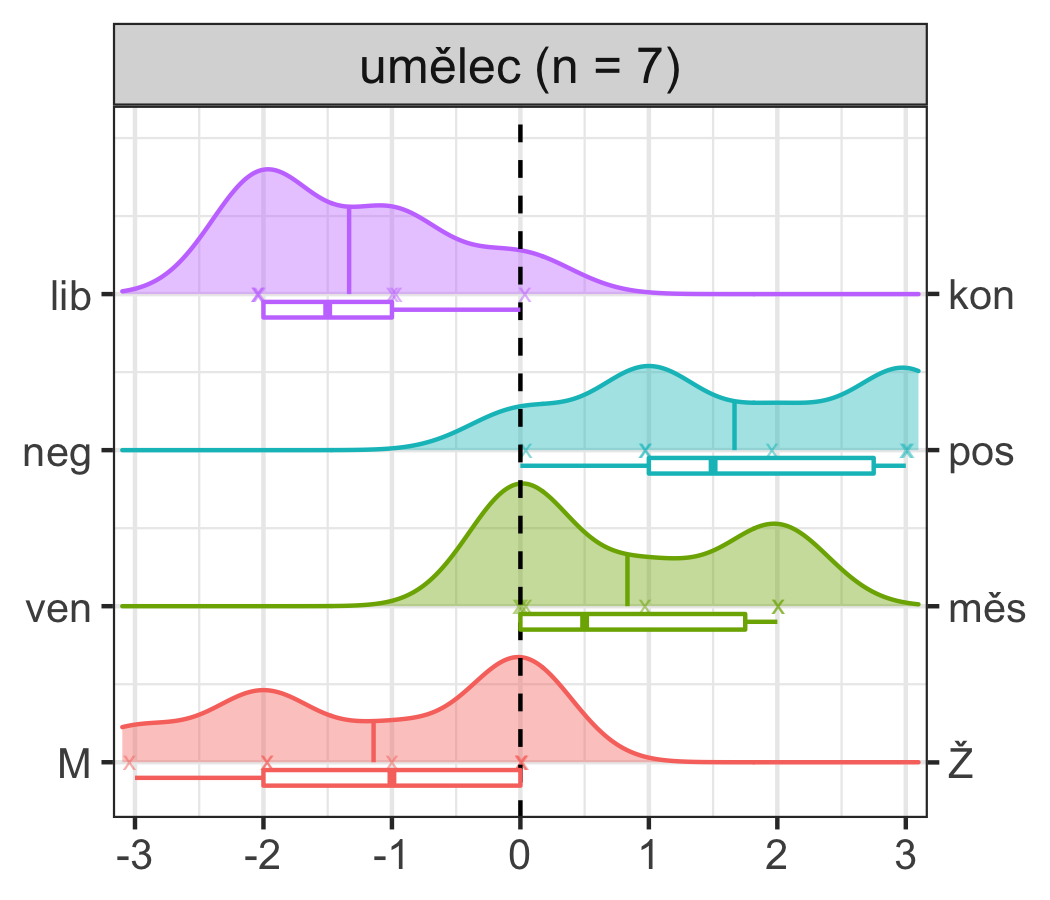 umělec (n = 7)
lib kon
neg pos
ven měs
M Ž
-3 -2 -1 0 1 2 3